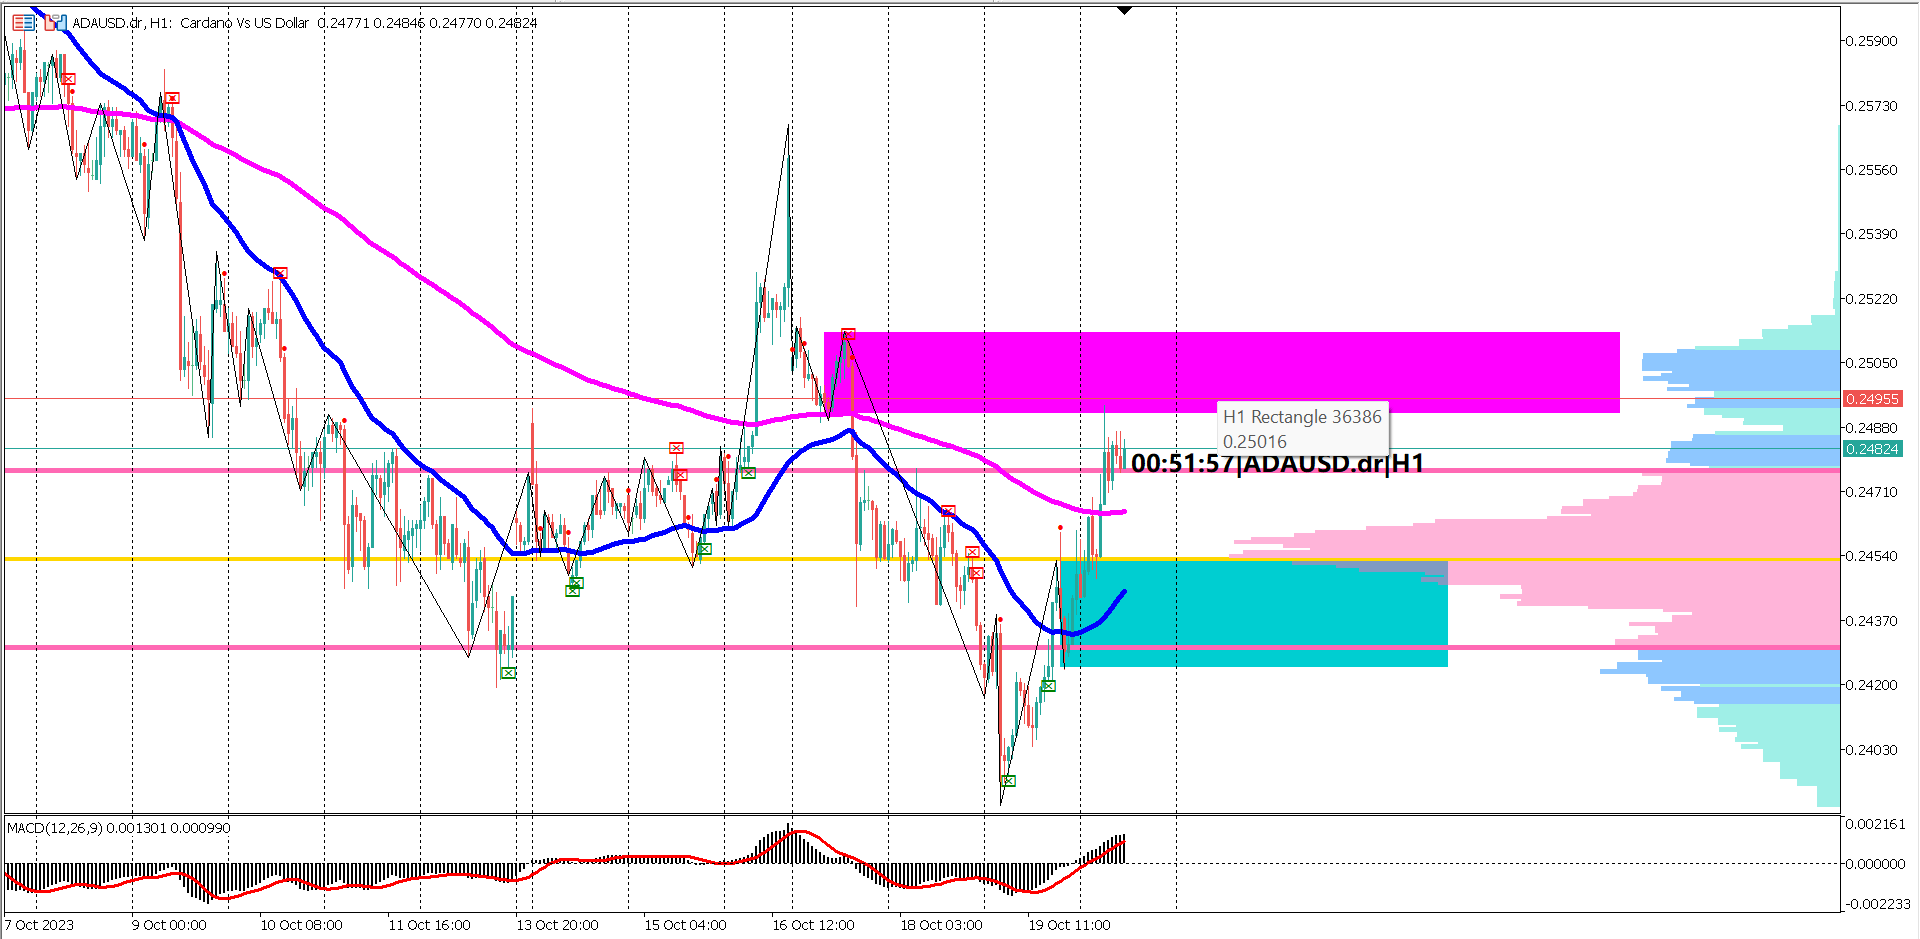 ADAUSD.dr, H1: Cardano Vs US Dollar 0.24771 0.24846 0.24770 0.24824
0.25900
0.25730
0.25560
0.25390
0.25220
0.25050
0.24955
0.24880
0.24824
0.24710
0.24540
0.24370
0.24200
0.24030
H1 Rectangle 36386
0.25016
00:51:57|ADAUSD.dr|H1
MACD(12,26,9) 0.001301 0.000990
0.002161
0.000000
-0.002233
7 Oct 2023
9 Oct 00:00
10 Oct 08:00
11 Oct 16:00
13 Oct 20:00
15 Oct 04:00
16 Oct 12:00
18 Oct 03:00
19 Oct 11:00